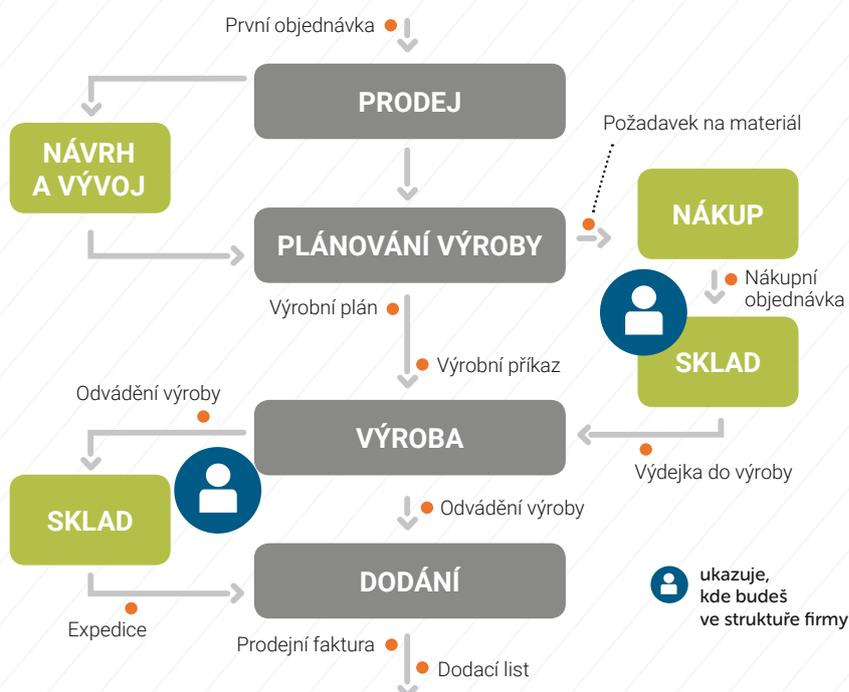 První objednávka
PRODEJ
Požadavek na materiál
NÁVRH
A VÝVOJ
NÁKUP
PLÁNOVÁNÍ VÝROBY
Nákupní
objednávka
Výrobní plán
SKLAD
Výrobní příkaz
Odvádění výroby
VÝROBA
Výdejka do výroby
SKLAD
Odvádění výroby
DODÁNÍ
ukazuje,
kde budeš
ve struktuře firmy
Expedice
Prodejní faktura
Dodací list